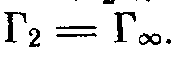 Γ₂ = Γ∞.